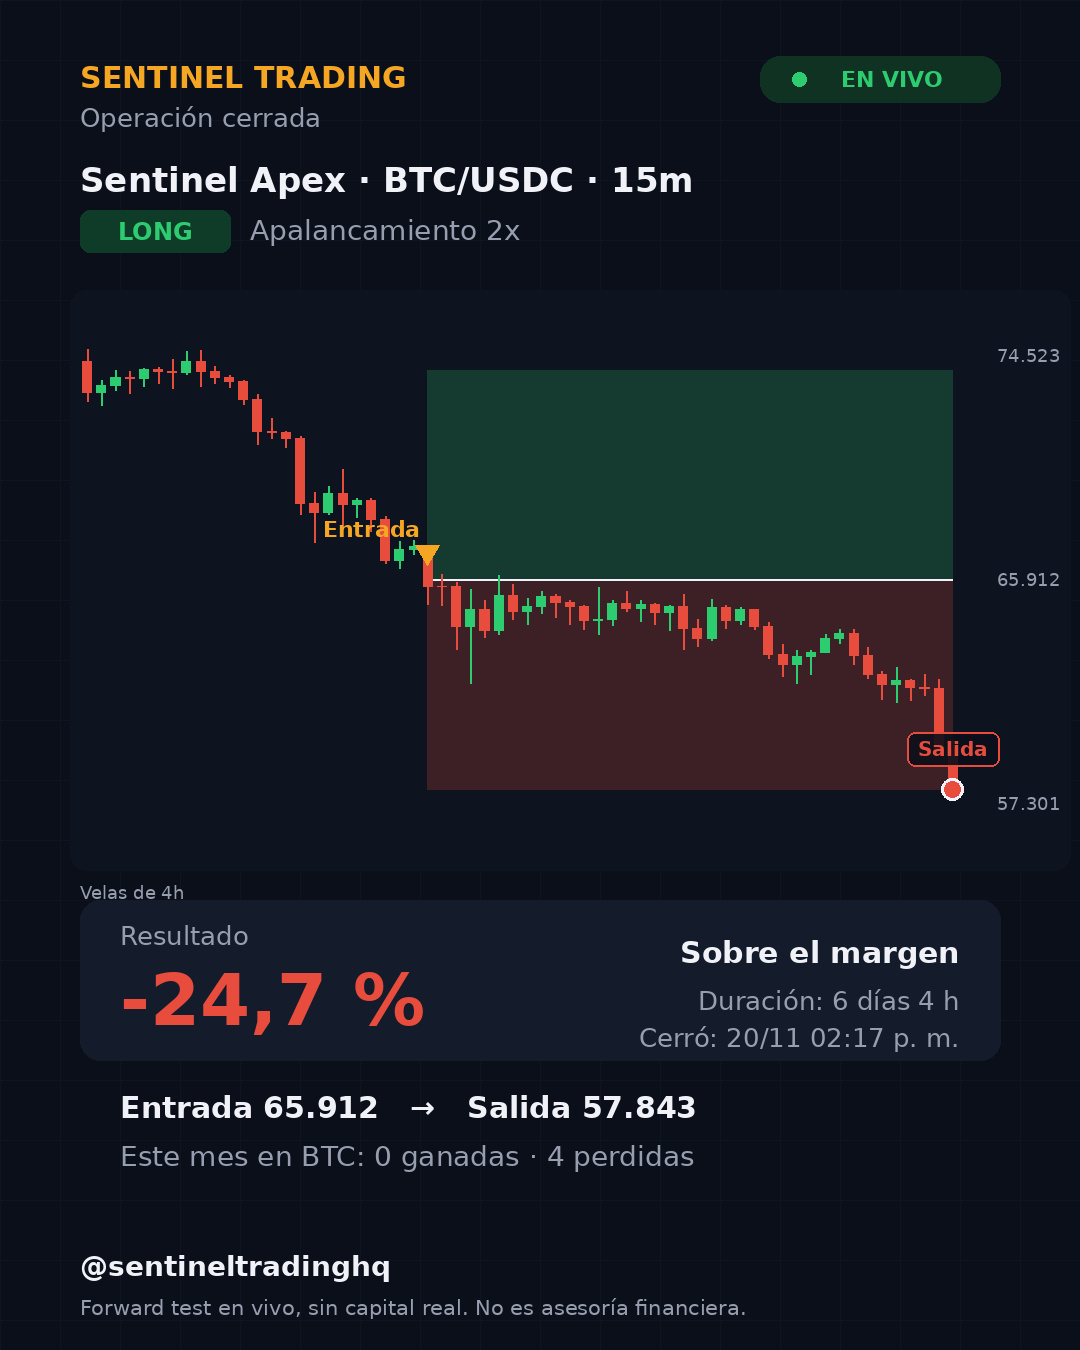 SENTINEL TRADING
EN VIVO
Operación cerrada
Sentinel Apex · BTC/USDC · 15m
LONG
Apalancamiento 2x
74.523
Entrada
65.912
Salida
57.301
Velas de 4h
Resultado
-24,7 %
Sobre el margen
Duración: 6 días 4 h
Cerró: 20/11 02:17 p. m.
Entrada 65.912 → Salida 57.843
Este mes en BTC: 0 ganadas · 4 perdidas
@sentineltradinghq
Forward test en vivo, sin capital real. No es asesoría financiera.